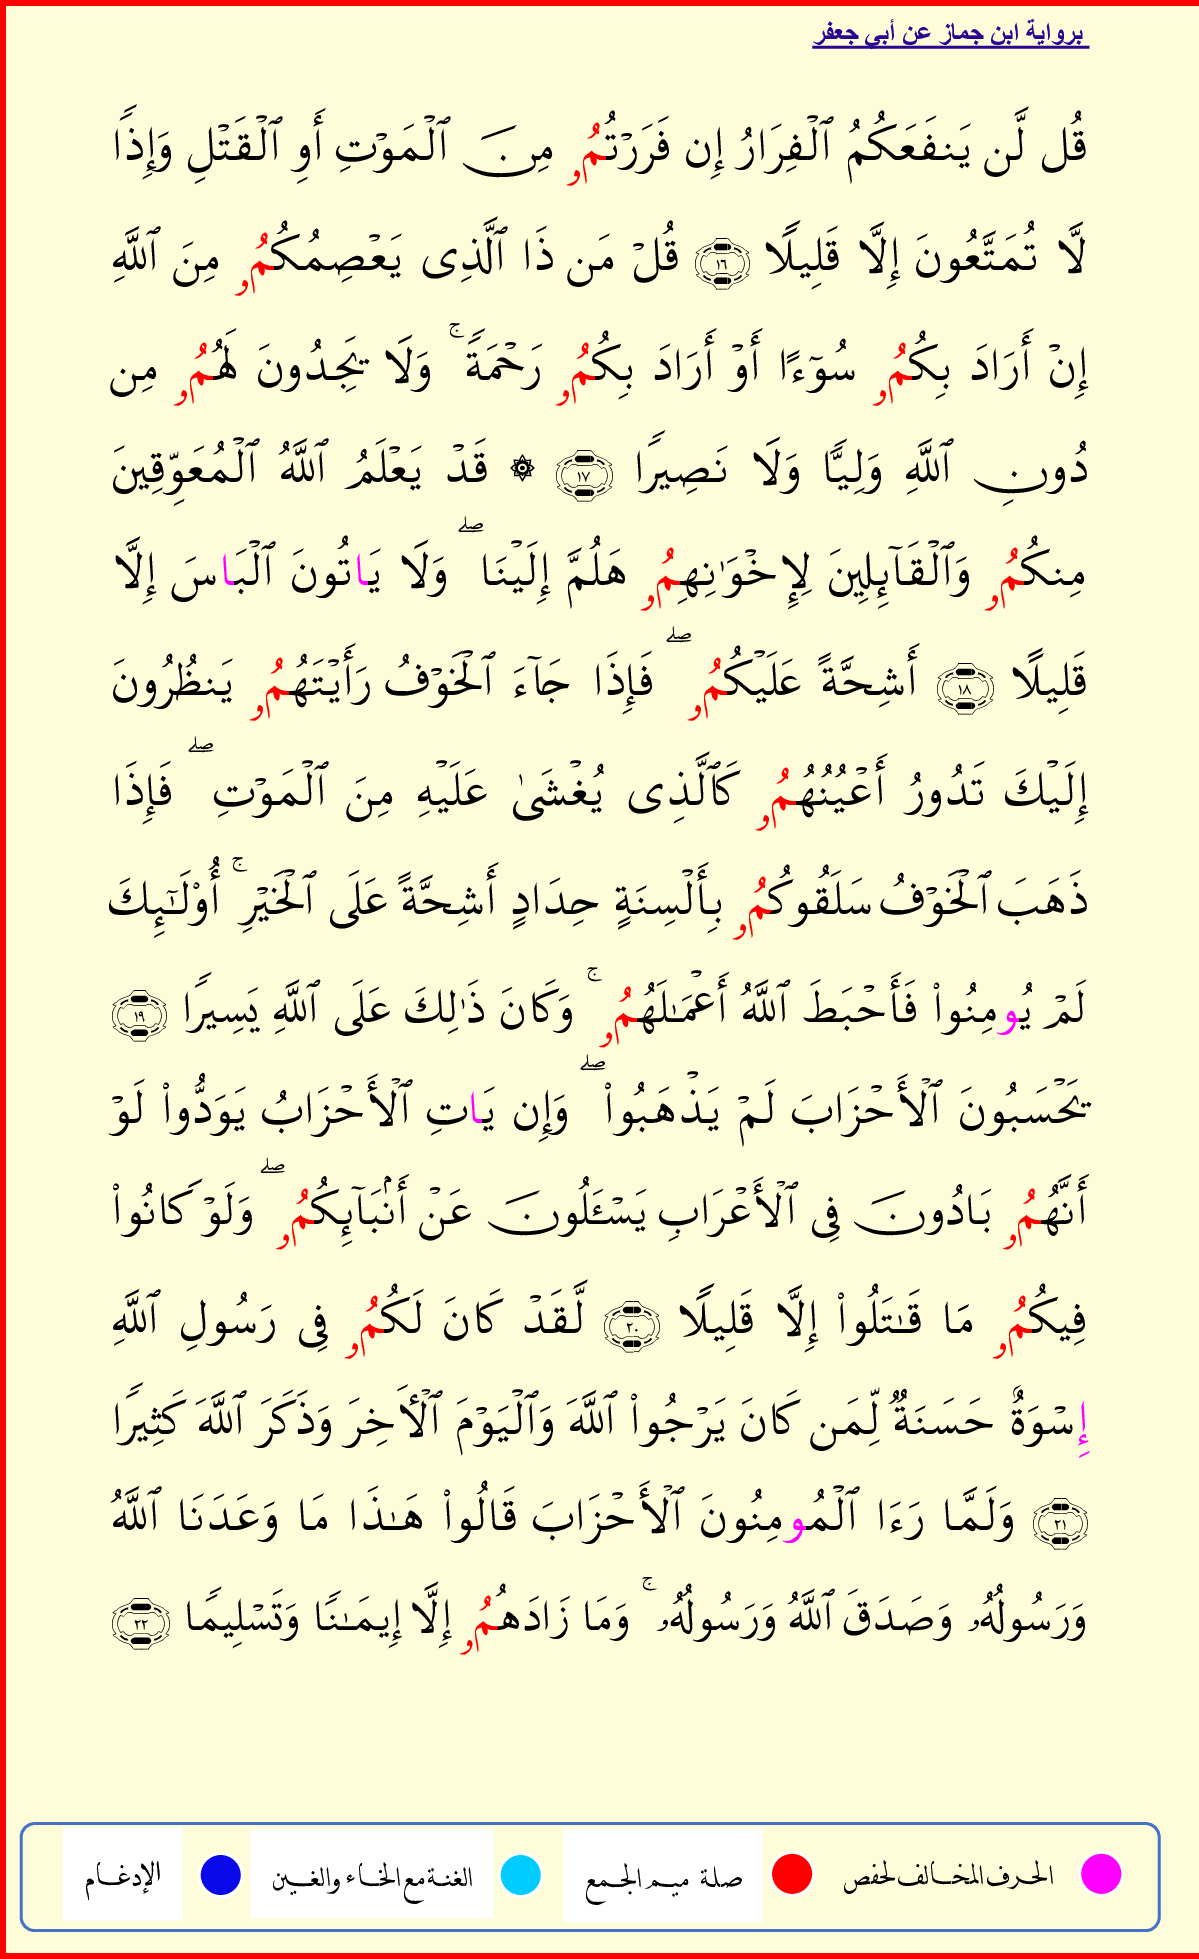 برواية ابن جماز عن أبي جعفر
قُل لَّن يَنفَعَكُمُ ٱلْفِرَارُ إِن فَرَرْتُمُۥ مِنَ ٱلْمَوْتِ أَوِ ٱلْقَتْلِ وَإِذًا
لَّا تُمَتَّعُونَ إِلَّا قَلِيلًا ١٦ قُلْ مَن ذَا ٱلَّذِى يَعْصِمُكُمُۥ مِنَ ٱللَّهِ
إِنْ أَرَادَ بِكُمُۥ سُوٓءًا أَوْ أَرَادَ بِكُمُۥ رَحْمَةً ۚ وَلَا يَجِدُونَ لَهُمُۥ مِن
دُونِ ٱللَّهِ وَلِيًّا وَلَا نَصِيرًا ١٧ ۞ قَدْ يَعْلَمُ ٱللَّهُ ٱلْمُعَوِّقِينَ
مِنكُمُۥ وَٱلْقَآئِلِينَ لِإِخْوَٰنِهِمُۥ هَلُمَّ إِلَيْنَا ۖ وَلَا يَاتُونَ ٱلْبَاسَ إِلَّا
قَلِيلًا ١٨ أَشِحَّةً عَلَيْكُمُۥ ۖ فَإِذَا جَآءَ ٱلْخَوْفُ رَأَيْتَهُمُۥ يَنظُرُونَ
إِلَيْكَ تَدُورُ أَعْيُنُهُمُۥ كَٱلَّذِى يُغْشَىٰ عَلَيْهِ مِنَ ٱلْمَوْتِ ۖ فَإِذَا
ذَهَبَ ٱلْخَوْفُ سَلَقُوكُمُۥ بِأَلْسِنَةٍ حِدَادٍ أَشِحَّةً عَلَى ٱلْخَيْرِ ۚ أُو۟لَـٰٓئِكَ
لَمْ يُومِنُوا۟ فَأَحْبَطَ ٱللَّهُ أَعْمَـٰلَهُمُۥ ۚ وَكَانَ ذَٰلِكَ عَلَى ٱللَّهِ يَسِيرًا ١٩
يَحْسَبُونَ ٱلْأَحْزَابَ لَمْ يَذْهَبُوا۟ ۖ وَإِن يَاتِ ٱلْأَحْزَابُ يَوَدُّوا۟ لَوْ
أَنَّهُمُۥ بَادُونَ فِى ٱلْأَعْرَابِ يَسْـَٔلُونَ عَنْ أَنۢبَآئِكُمُۥ ۖ وَلَوْ كَانُوا۟
فِيكُمُۥ مَا قَـٰتَلُوا۟ إِلَّا قَلِيلًا ٢٠ لَّقَدْ كَانَ لَكُمُۥ فِى رَسُولِ ٱللَّهِ
إِسْوَةٌ حَسَنَةٌ لِّمَن كَانَ يَرْجُوا۟ ٱللَّهَ وَٱلْيَوْمَ ٱلْـَٔاخِرَ وَذَكَرَ ٱللَّهَ كَثِيرًا
٢١ وَلَمَّا رَءَا ٱلْمُومِنُونَ ٱلْأَحْزَابَ قَالُوا۟ هَـٰذَا مَا وَعَدَنَا ٱللَّهُ
وَرَسُولُهُۥ وَصَدَقَ ٱللَّهُ وَرَسُولُهُۥ ۚ وَمَا زَادَهُمُۥ إِلَّا إِيمَـٰنًا وَتَسْلِيمًا ٢٢
الحرف المخالف لحفص صلة ميم الجمع الغنة مع الخاء والغين الإدغام